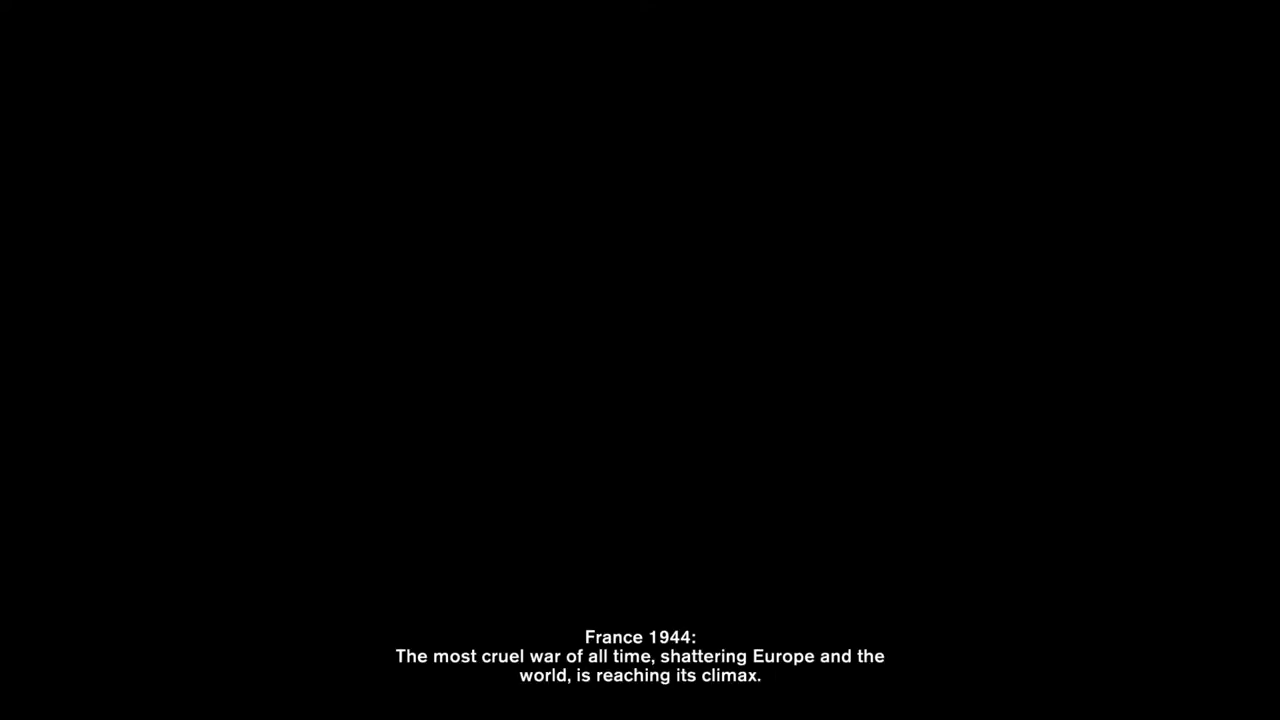 France 1944:
The most cruel war of all time, shattering Europe and the
world, is reaching its climax.